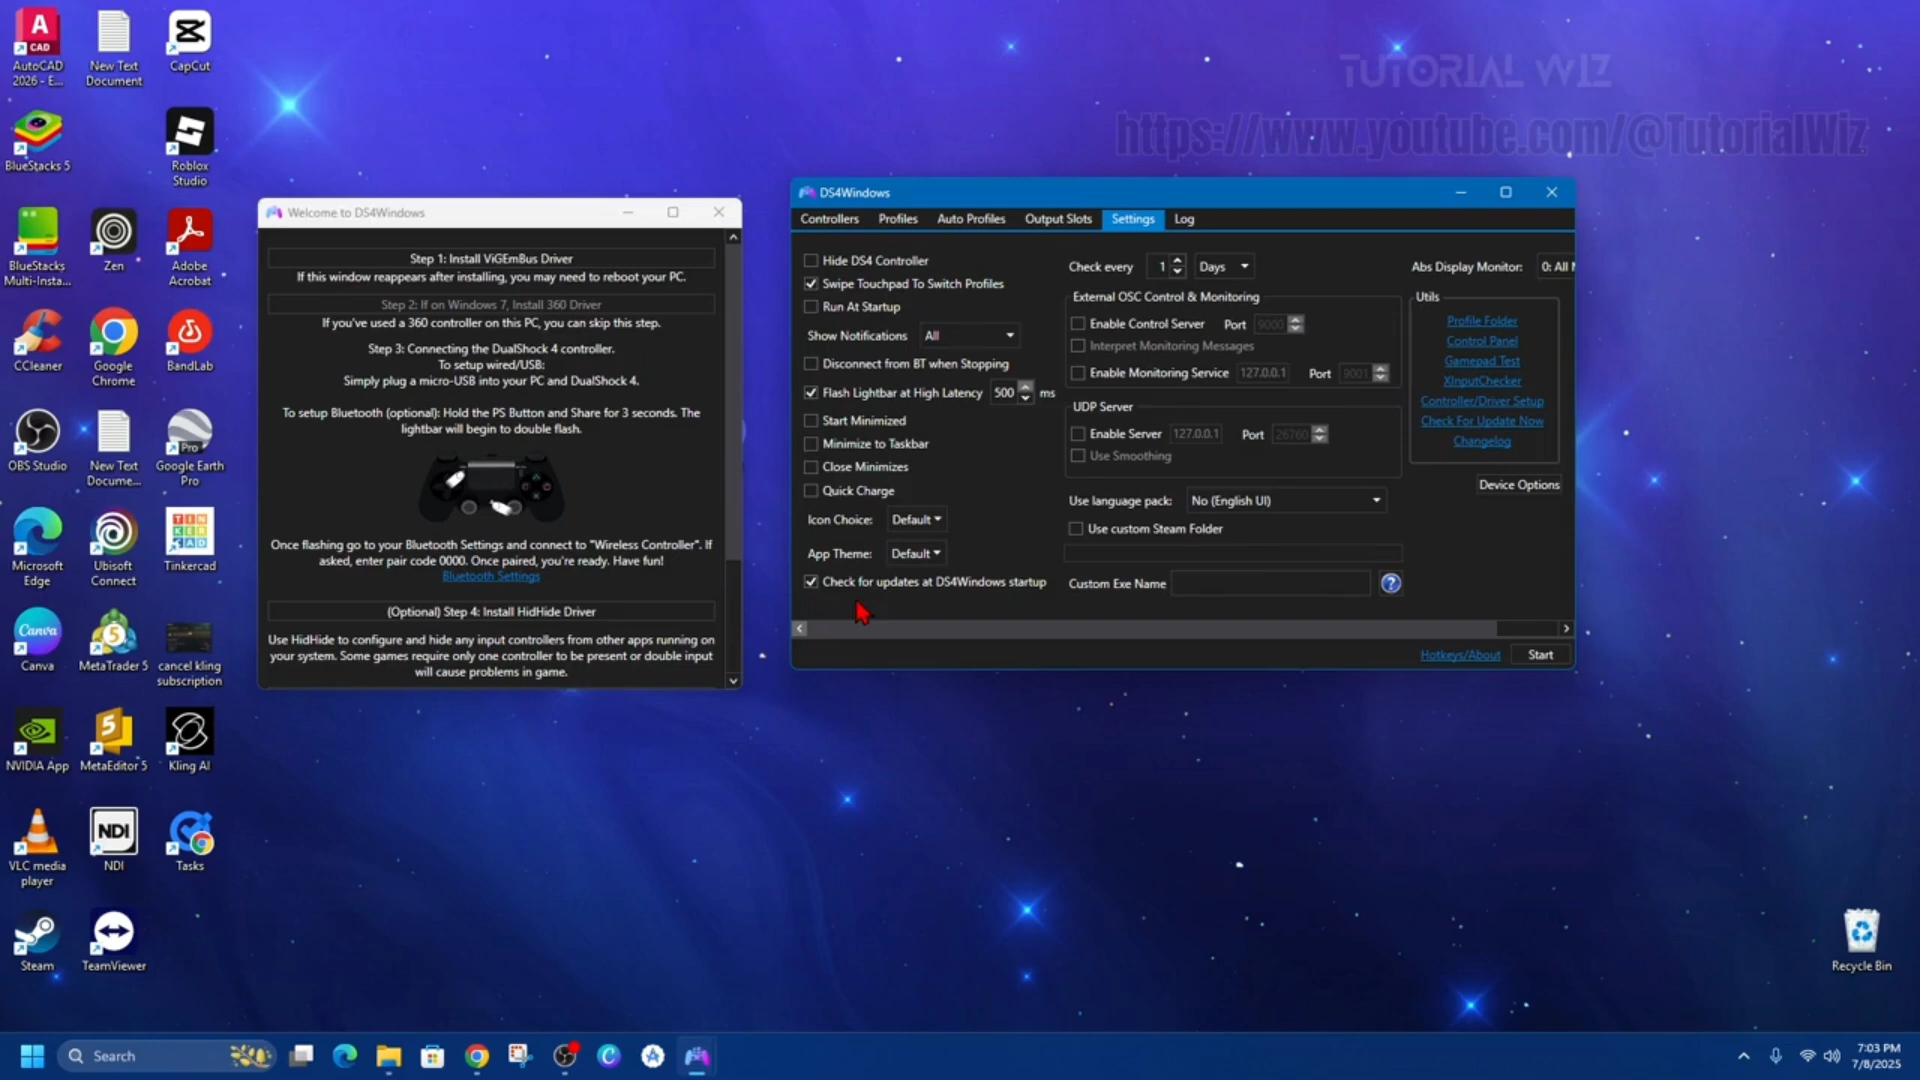 AutoCAD
2026 - E...
New Text
Document
CapCut
BlueStacks 5
Roblox
Studio
BlueStacks
Multi-Insta...
Zen
Adobe
Acrobat
CCleaner
Google
Chrome
BandLab
OBS Studio
New Text
Docume...
Pro
Google Earth
Pro
Microsoft
Edge
Ubisoft
Connect
TIN
KER
CAD
Tinkercad
Canva
Canva
MetaTrader 5
cancel kling
subscription
NVIDIA App
MetaEditor 5
Kling AI
VLC media
player
NDI
NDI
Tasks
Steam
TeamViewer
Recycle Bin
TUTORIAL WIZ
https://www.youtube.com/@TutorialWiz
Welcome to DS4Windows
Step 1: Install ViGEmBus Driver
If this window reappears after installing, you may need to reboot your PC.
Step 2: If on Windows 7, Install 360 Driver
If you've used a 360 controller on this PC, you can skip this step.
Step 3: Connecting the DualShock 4 controller.
To setup wired/USB:
Simply plug a micro-USB into your PC and DualShock 4.
To setup Bluetooth (optional): Hold the PS Button and Share for 3 seconds. The
lightbar will begin to double flash.
Once flashing go to your Bluetooth Settings and connect to "Wireless Controller". If
asked, enter pair code 0000. Once paired, you're ready. Have fun!
Bluetooth Settings
(Optional) Step 4: Install HidHide Driver
Use HidHide to configure and hide any input controllers from other apps running on
your system. Some games require only one controller to be present or double input
will cause problems in game.
DS4Windows
Controllers Profiles Auto Profiles Output Slots Settings Log
Hide DS4 Controller
Swipe Touchpad To Switch Profiles
Run At Startup
Show Notifications All
Disconnect from BT when Stopping
Flash Lightbar at High Latency 500 ms
Start Minimized
Minimize to Taskbar
Close Minimizes
Quick Charge
Icon Choice: Default
App Theme: Default
Check for updates at DS4Windows startup
Check every 1 Days
External OSC Control & Monitoring
Enable Control Server Port 9000
Interpret Monitoring Messages
Enable Monitoring Service 127.0.0.1 Port 9001
UDP Server
Enable Server 127.0.0.1 Port 26760
Use Smoothing
Use language pack: No (English UI)
Use custom Steam Folder
Custom Exe Name
Abs Display Monitor: 0: All
Utils
Profile Folder
Control Panel
Gamepad Test
XInputChecker
Controller/Driver Setup
Check For Update Now
Changelog
Device Options
Hotkeys/About Start
Search
7:03 PM
7/8/2025